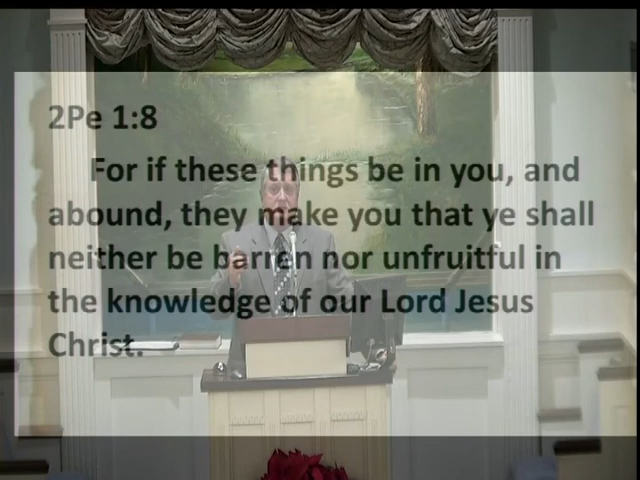 2Pe 1:8
For if these things be in you, and
abound, they make you that ye shall
neither be barren nor unfruitful in
the knowledge of our Lord Jesus
Christ.